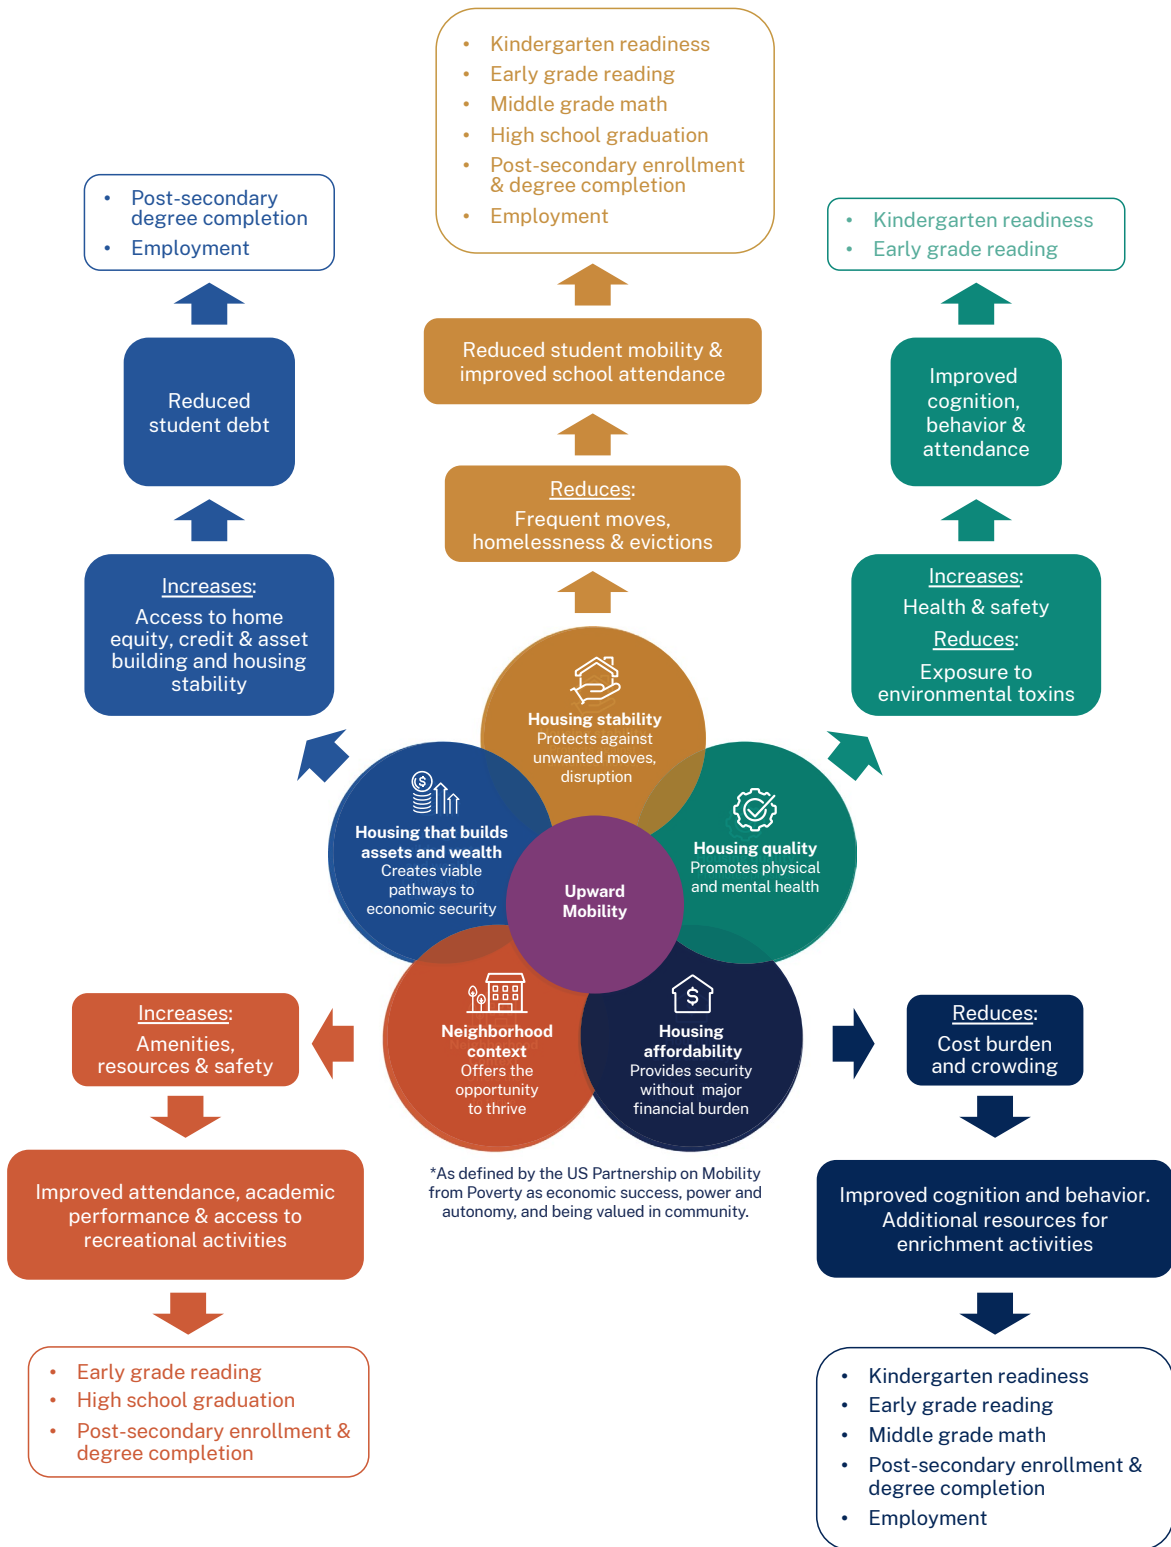 • Kindergarten readiness
• Early grade reading
• Middle grade math
• High school graduation
• Post-secondary enrollment
& degree completion
• Employment
• Post-secondary
degree completion
• Employment
• Kindergarten readiness
• Early grade reading
Reduced student mobility &
improved school attendance
Reduced
student debt
Improved
cognition,
behavior &
attendance
Reduces:
Frequent moves,
homelessness & evictions
Increases:
Access to home
equity, credit & asset
building and housing
stability
Increases:
Health & safety
Reduces:
Exposure to
environmental toxins
Housing stability
Protects against
unwanted moves,
disruption
$
Housing that builds
assets and wealth
Creates viable
pathways to
economic security
Housing quality
Promotes physical
and mental health
Upward
Mobility
Neighborhood
context
Offers the
opportunity
to thrive
$
Housing
affordability
Provides security
without major
financial burden
Increases:
Amenities,
resources & safety
Reduces:
Cost burden
and crowding
*As defined by the US Partnership on Mobility
from Poverty as economic success, power and
autonomy, and being valued in community.
Improved attendance, academic
performance & access to
recreational activities
Improved cognition and behavior.
Additional resources for
enrichment activities
• Early grade reading
• High school graduation
• Post-secondary enrollment &
degree completion
• Kindergarten readiness
• Early grade reading
• Middle grade math
• Post-secondary enrollment &
degree completion
• Employment